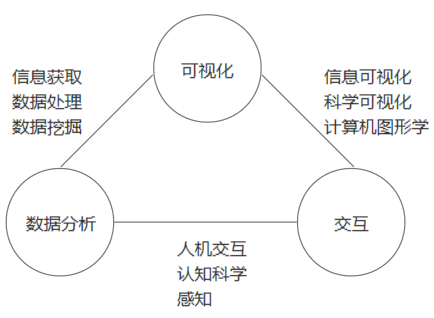 可视化
信息获取
数据处理
数据挖掘
信息可视化
科学可视化
计算机图形学
数据分析
交互
人机交互
认知科学
感知